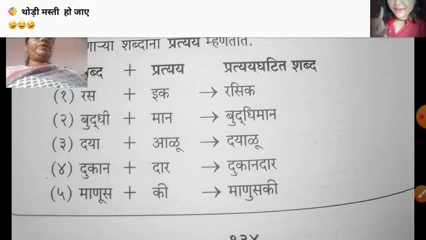 थोड़ी मस्ती हो जाए
शब्दांना प्रत्यय म्हणतात.
+ प्रत्यय प्रत्ययघटित शब्द
(१) रस + इक → रसिक
(२) बुद्धी + मान → बुद्धिमान
(३) दया + आळू → दयाळू
(४) दुकान + दार → दुकानदार
(५) माणूस + की → माणुसकी